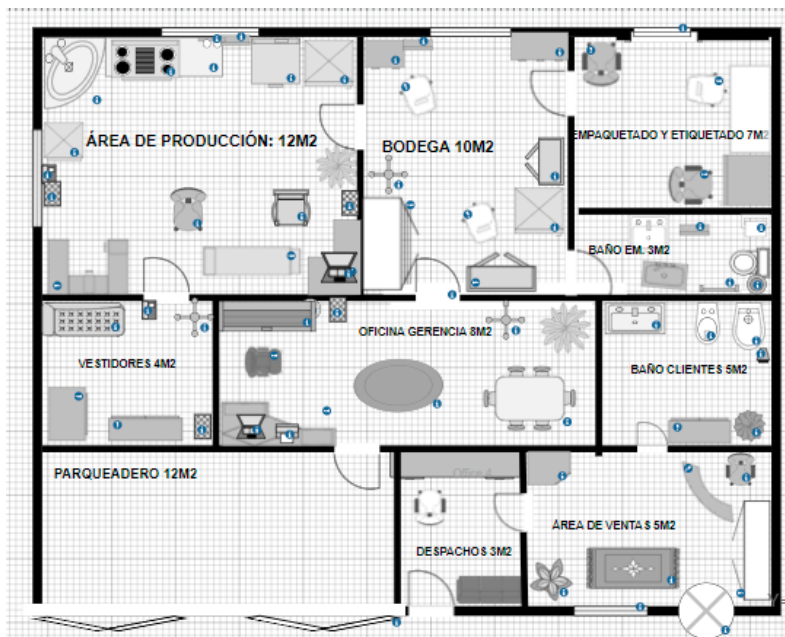 ÁREA DE PRODUCCIÓN: 12M2
BODEGA 10M2
EMPAQUETADO Y ETIQUETADO 7M2
BAÑO EM. 3M2
VESTIDORES 4M2
OFICINA GERENCIA 8M2
BAÑO CLIENTES 5M2
PARQUEADERO 12M2
DESPACHOS 3M2
ÁREA DE VENTAS 5M2